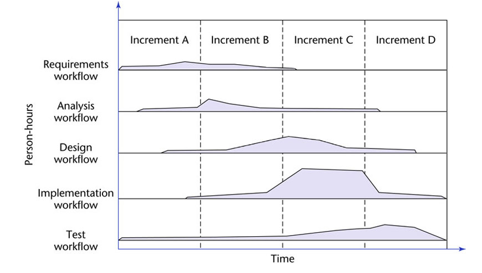 Increment A
Increment B
Increment C
Increment D
Person-hours
Requirements
workflow
Analysis
workflow
Design
workflow
Implementation
workflow
Test
workflow
Time